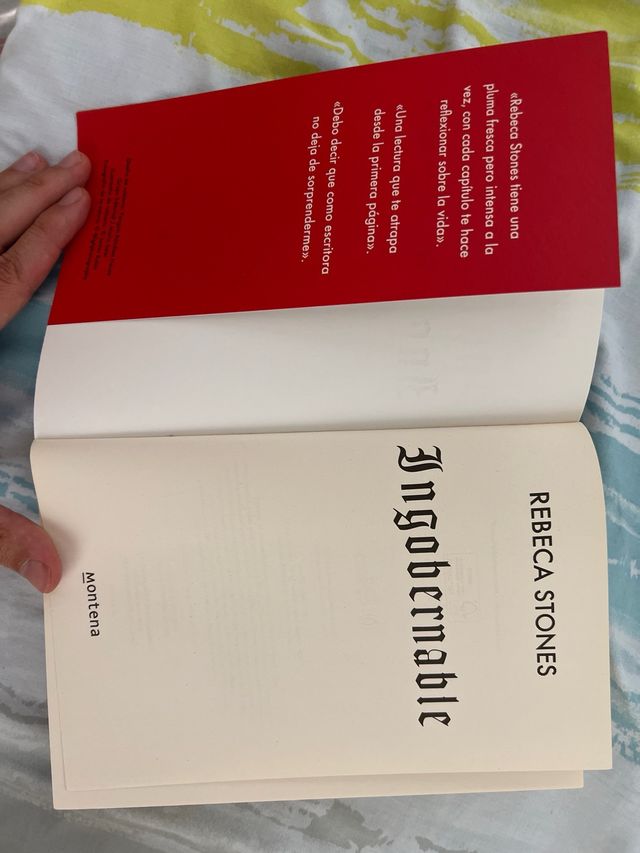 «Rebeca Stones tiene una
pluma fresca pero intensa a la
vez, con cada capítulo te hace
reflexionar sobre la vida».
«Una lectura que te atrapa
desde la primera página».
«Debo decir que como escritora
no deja de sorprenderme».
REBECA STONES
Ingobernable
Montena